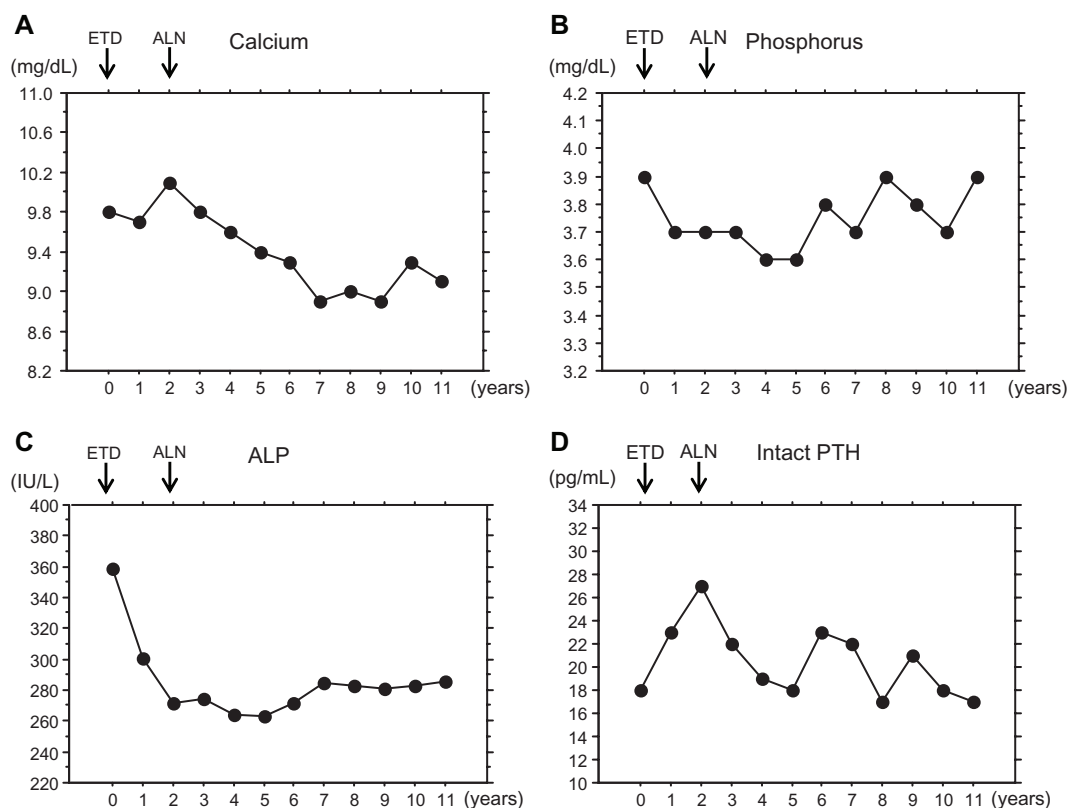 A
ETD ALN Calcium
(mg/dL)
11.0
10.6
10.2
9.8
9.4
9.0
8.6
8.2
0 1 2 3 4 5 6 7 8 9 10 11 (years)
B
ETD ALN Phosphorus
(mg/dL)
4.2
4.1
4.0
3.9
3.8
3.7
3.6
3.5
3.4
3.3
3.2
0 1 2 3 4 5 6 7 8 9 10 11 (years)
C
ETD ALN ALP
(IU/L)
400
380
360
340
310
300
280
260
240
220
0 1 2 3 4 5 6 7 8 9 10 11 (years)
D
ETD ALN Intact PTH
(pg/mL)
34
32
30
28
26
24
22
20
18
16
14
12
10
0 1 2 3 4 5 6 7 8 9 10 11 (years)